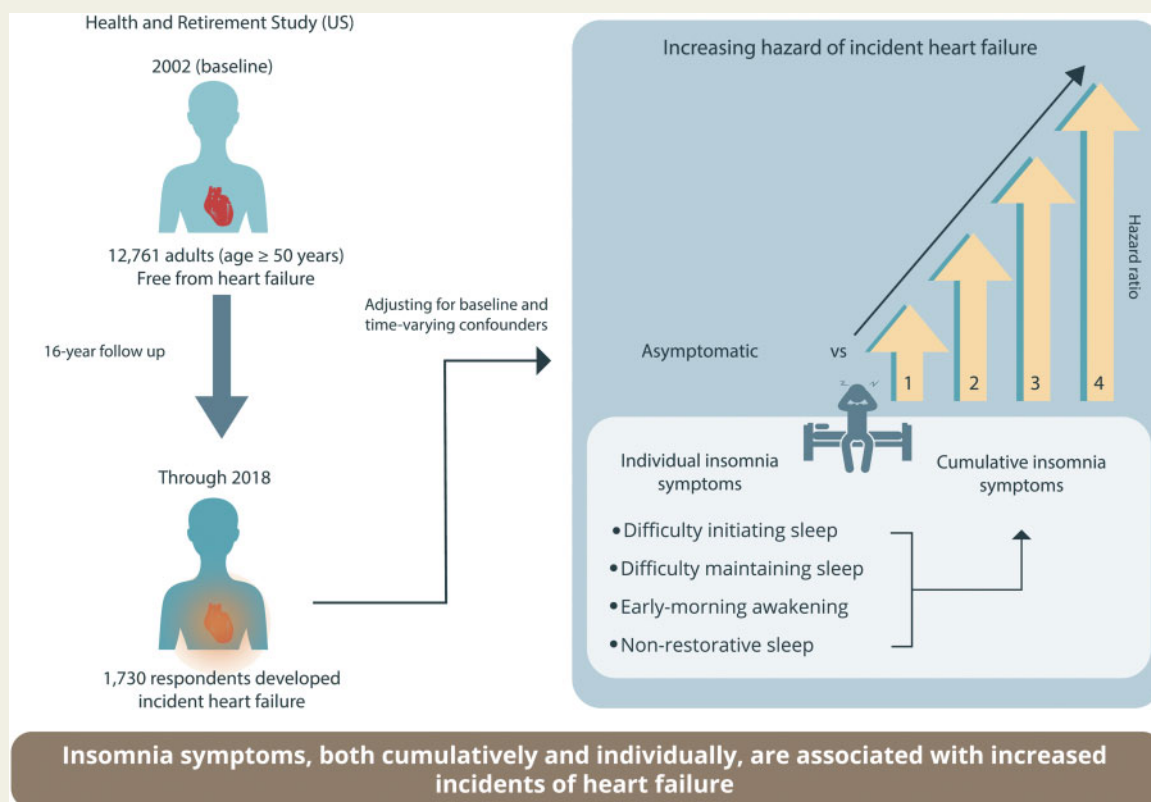 Health and Retirement Study (US)
2002 (baseline)
12,761 adults (age ≥ 50 years)
Free from heart failure
16-year follow up
Through 2018
1,730 respondents developed
incident heart failure
Adjusting for baseline and
time-varying confounders
Increasing hazard of incident heart failure
Hazard ratio
Asymptomatic vs
1 2 3 4
Individual insomnia
symptoms
•Difficulty initiating sleep
•Difficulty maintaining sleep
•Early-morning awakening
•Non-restorative sleep
Cumulative insomnia
symptoms
Insomnia symptoms, both cumulatively and individually, are associated with increased
incidents of heart failure